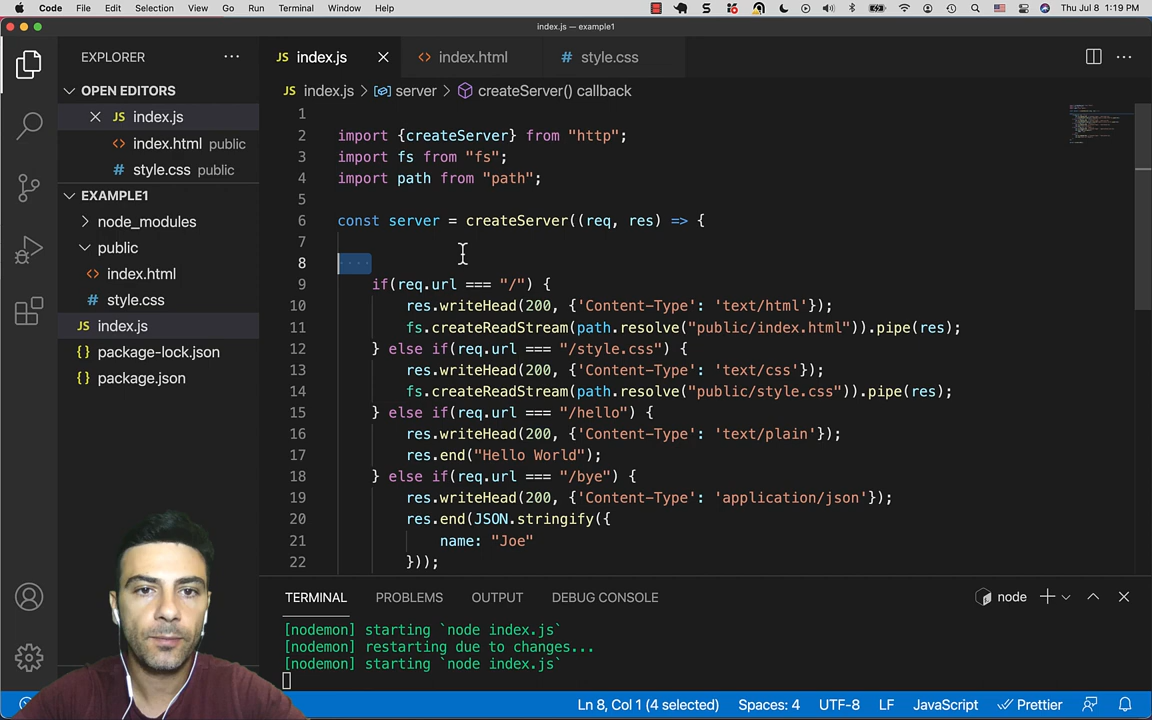 Code File Edit Selection View Go Run Terminal Window Help Thu Jul 8 1:19 PM
index.js — example1
EXPLORER
JS index.js
<> index.html
# style.css
OPEN EDITORS
JS index.js
<> index.html public
# style.css public
EXAMPLE1
node_modules
public
<> index.html
# style.css
JS index.js
{} package-lock.json
{} package.json
JS index.js > server > createServer() callback
1
2 import {createServer} from "http";
3 import fs from "fs";
4 import path from "path";
5
6 const server = createServer((req, res) => {
7
8
9 if(req.url === "/") {
10 res.writeHead(200, {'Content-Type': 'text/html'});
11 fs.createReadStream(path.resolve("public/index.html")).pipe(res);
12 } else if(req.url === "/style.css") {
13 res.writeHead(200, {'Content-Type': 'text/css'});
14 fs.createReadStream(path.resolve("public/style.css")).pipe(res);
15 } else if(req.url === "/hello") {
16 res.writeHead(200, {'Content-Type': 'text/plain'});
17 res.end("Hello World");
18 } else if(req.url === "/bye") {
19 res.writeHead(200, {'Content-Type': 'application/json'});
20 res.end(JSON.stringify({
21 name: "Joe"
22 }));
TERMINAL PROBLEMS OUTPUT DEBUG CONSOLE node
[nodemon] starting `node index.js`
[nodemon] restarting due to changes...
[nodemon] starting `node index.js`
Ln 8, Col 1 (4 selected) Spaces: 4 UTF-8 LF JavaScript Prettier